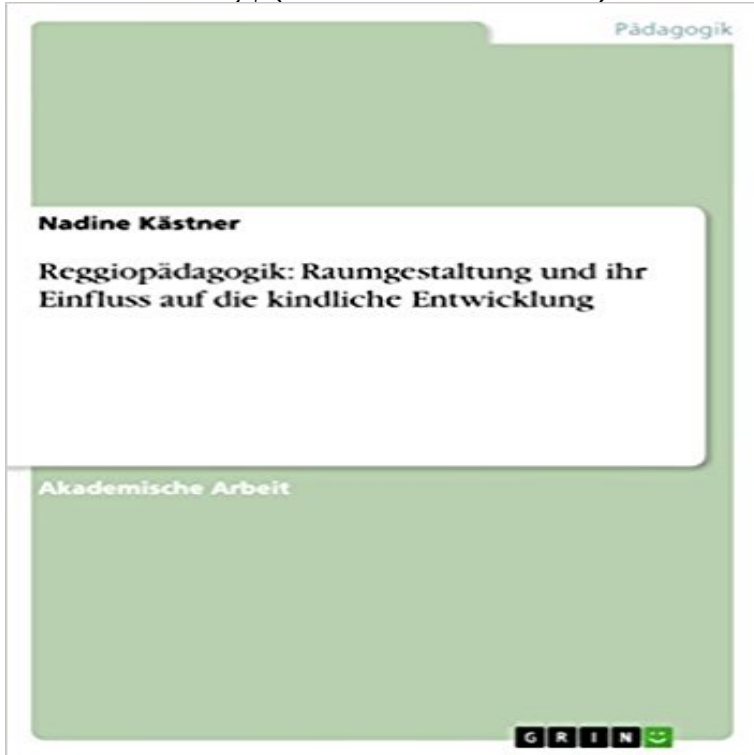 Pädagogik
Nadine Kästner
Reggiopädagogik: Raumgestaltung und ihr
Einfluss auf die kindliche Entwicklung
Akademische Arbeit
GRIN